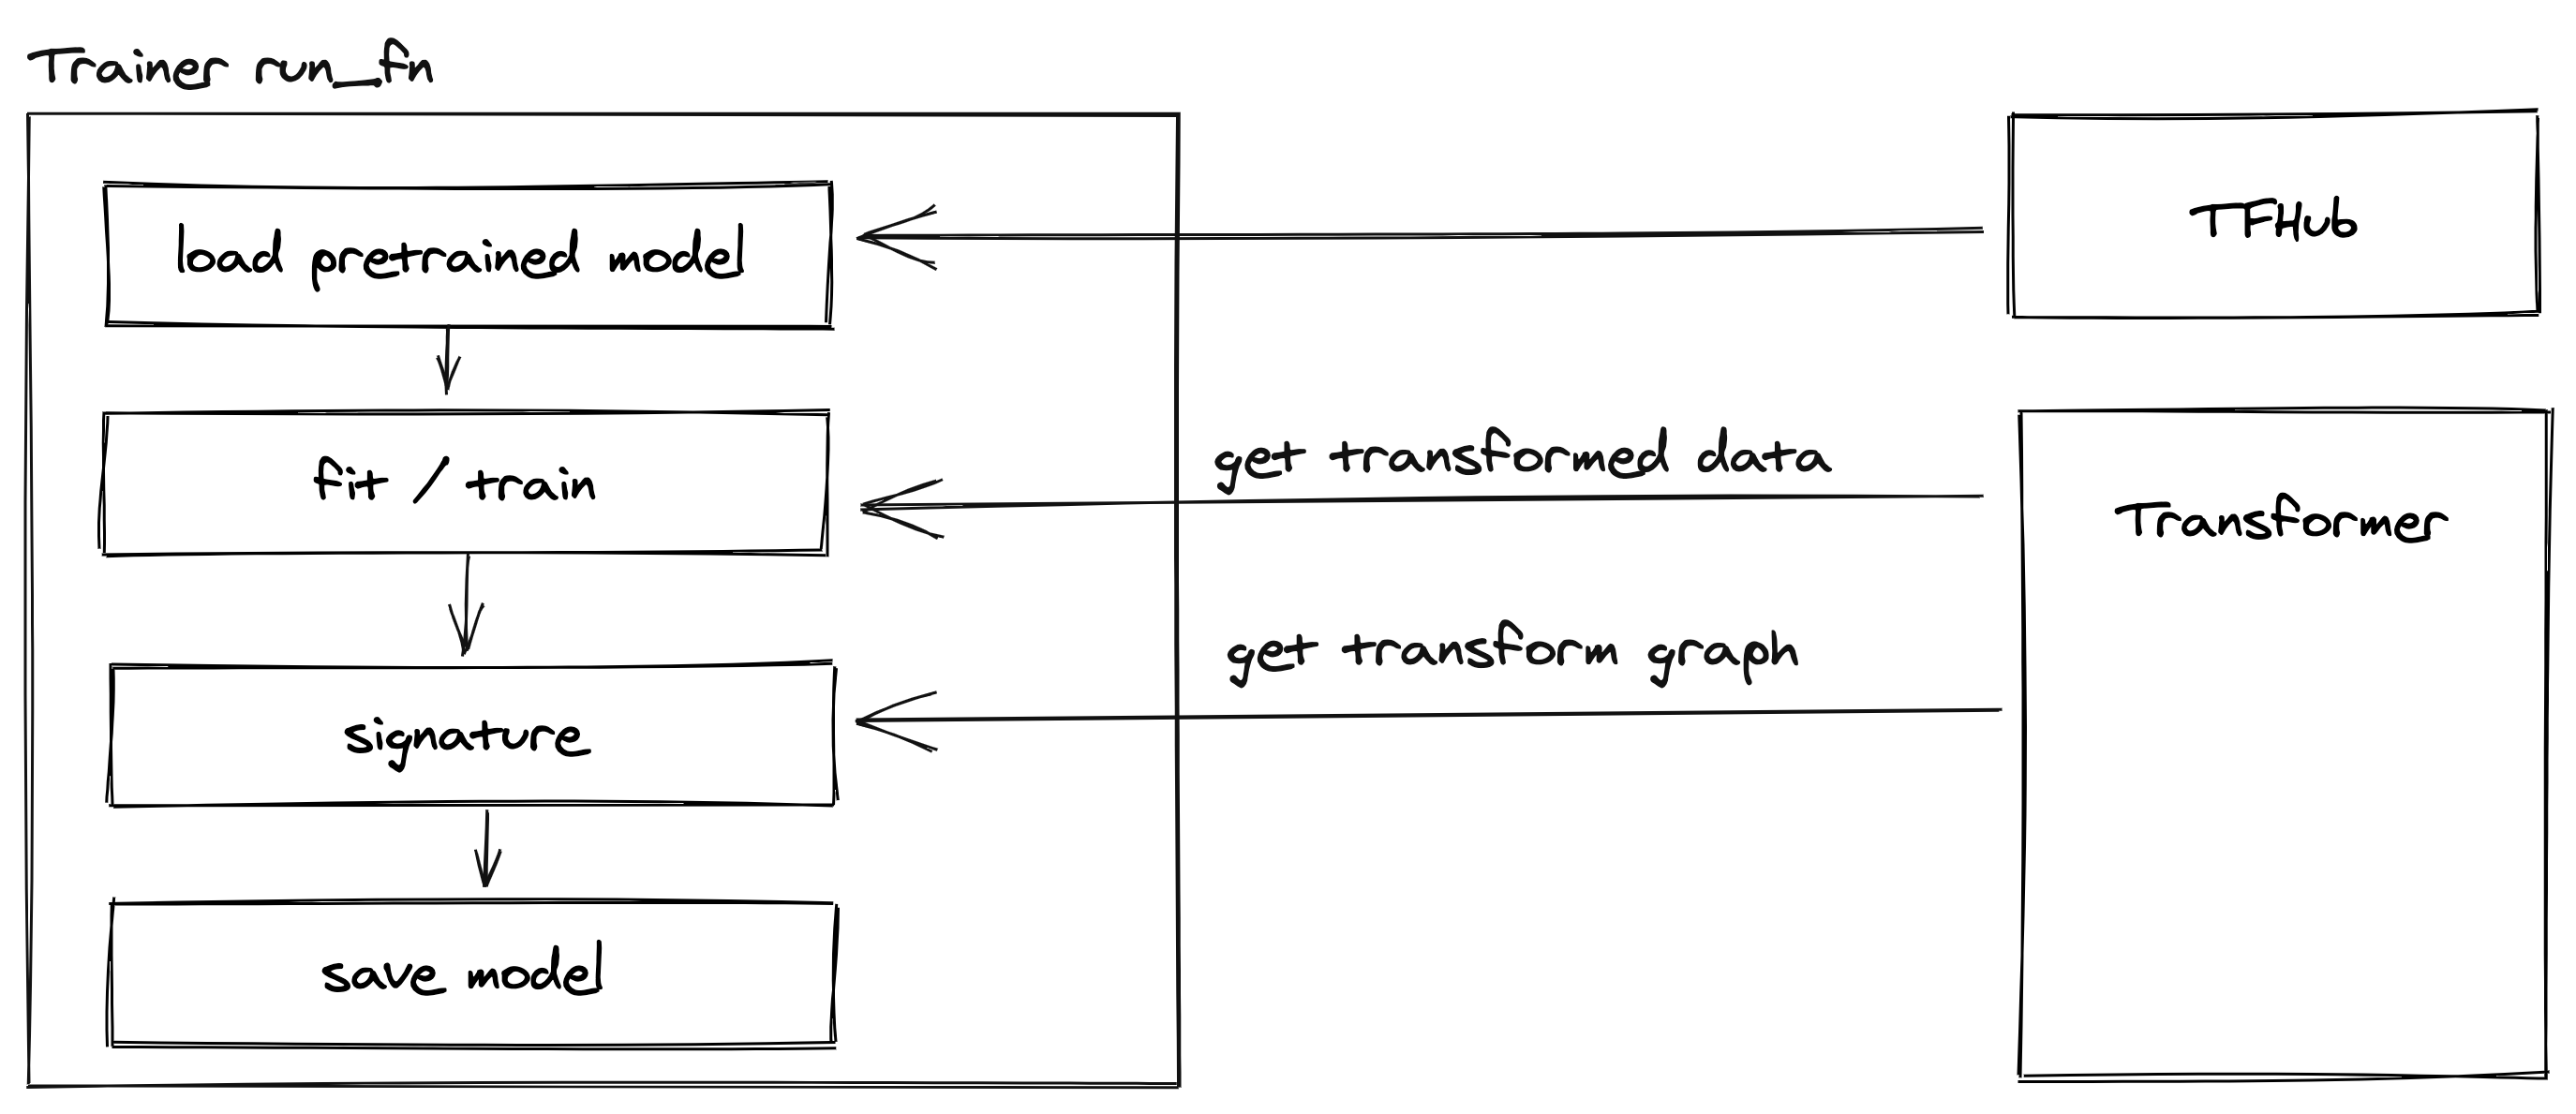 Trainer run_fn
load pretrained model
TFHub
fit / train
get transformed data
Transformer
get transform graph
signature
save model